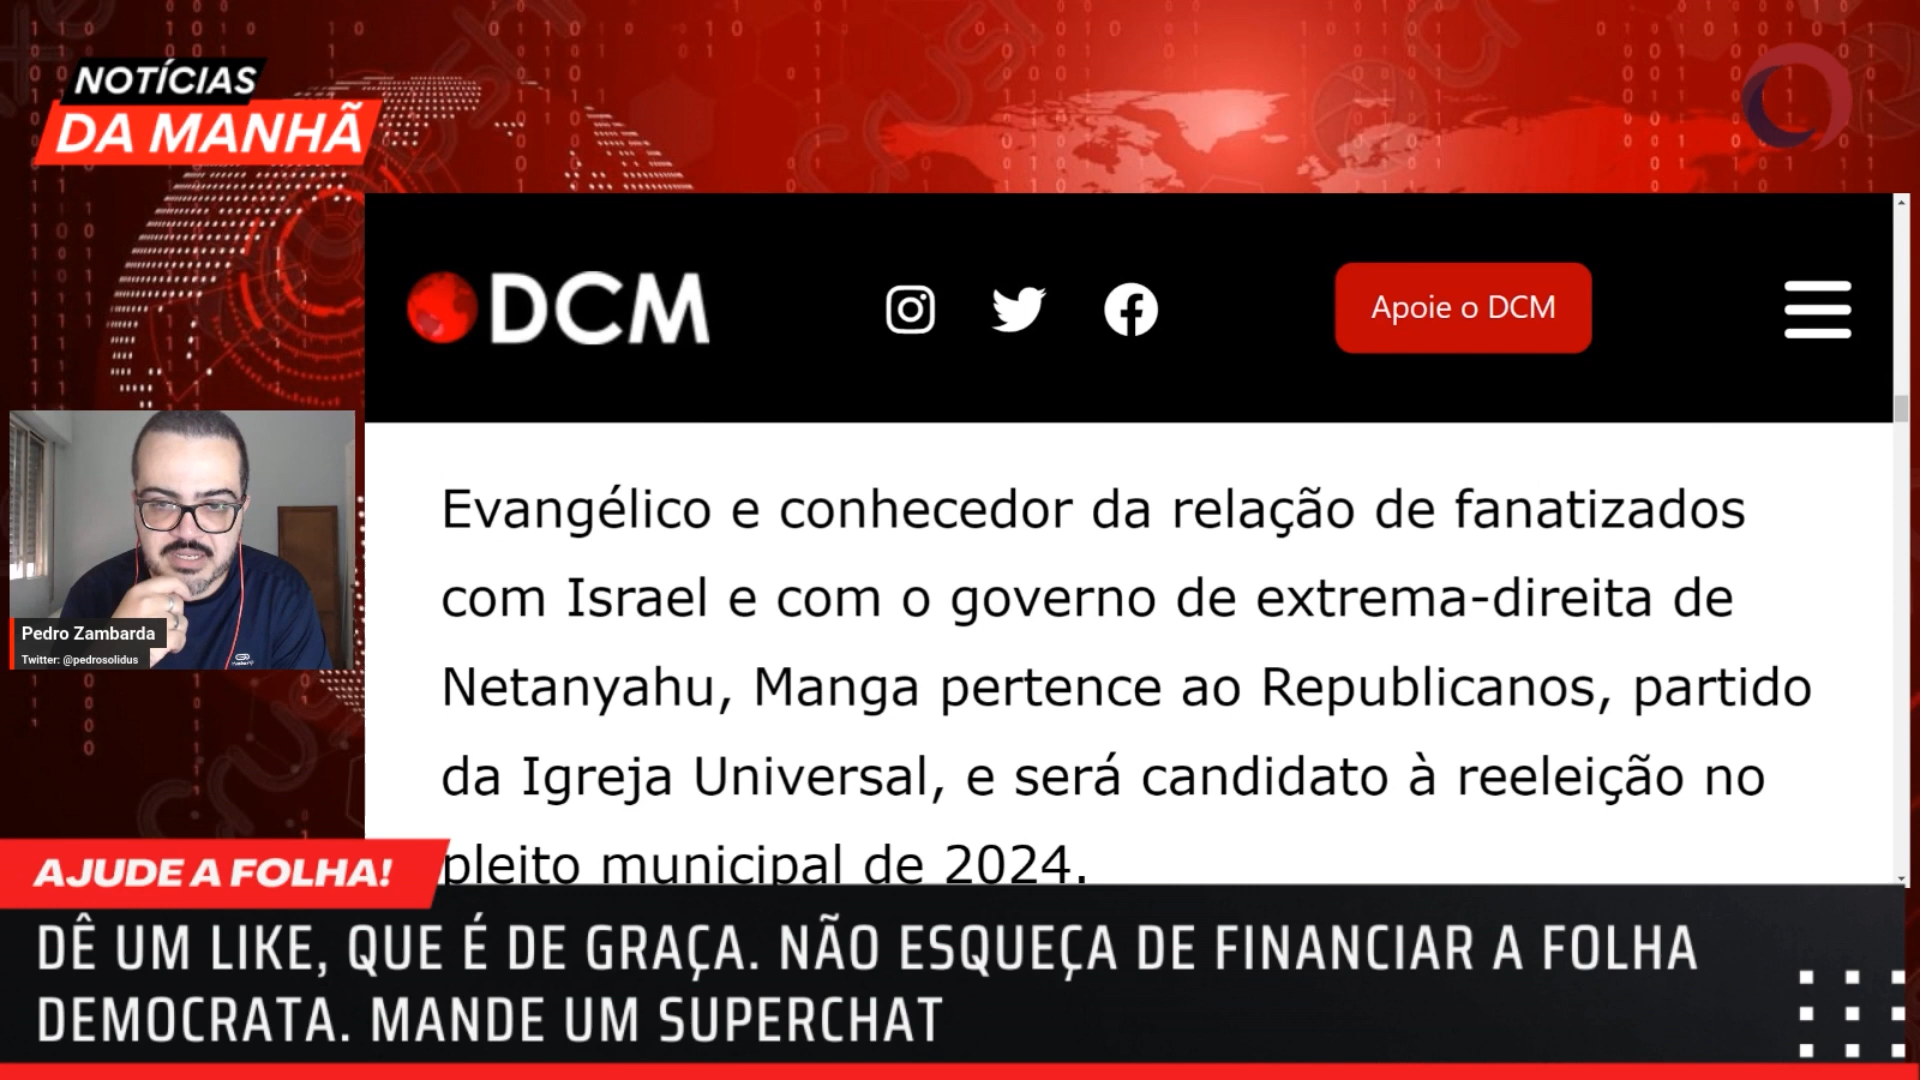 NOTÍCIAS
DA MANHÃ
DCM
Apoie o DCM
Evangélico e conhecedor da relação de fanatizados
com Israel e com o governo de extrema-direita de
Netanyahu, Manga pertence ao Republicanos, partido
da Igreja Universal, e será candidato à reeleição no
pleito municipal de 2024.
Pedro Zambarda
Twitter: @pedrosolidus
AJUDE A FOLHA!
DÊ UM LIKE, QUE É DE GRAÇA. NÃO ESQUEÇA DE FINANCIAR A FOLHA
DEMOCRATA. MANDE UM SUPERCHAT